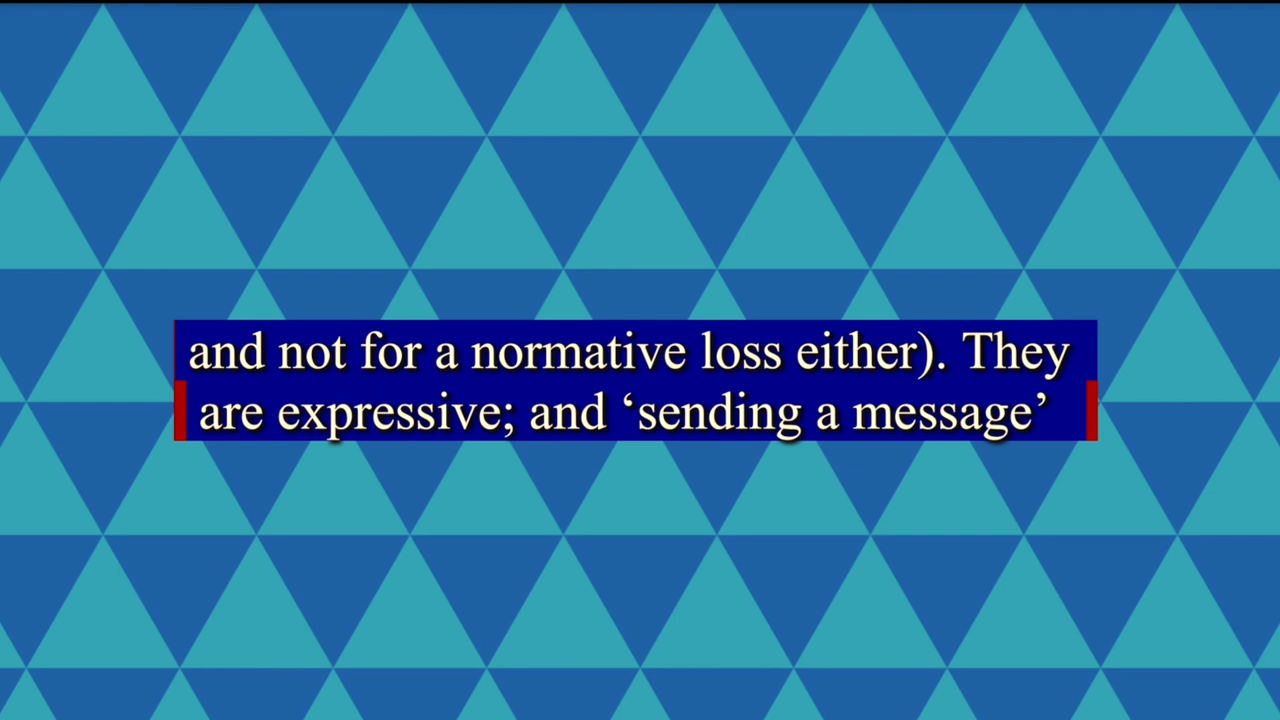 and not for a normative loss either). They
are expressive; and ‘sending a message’